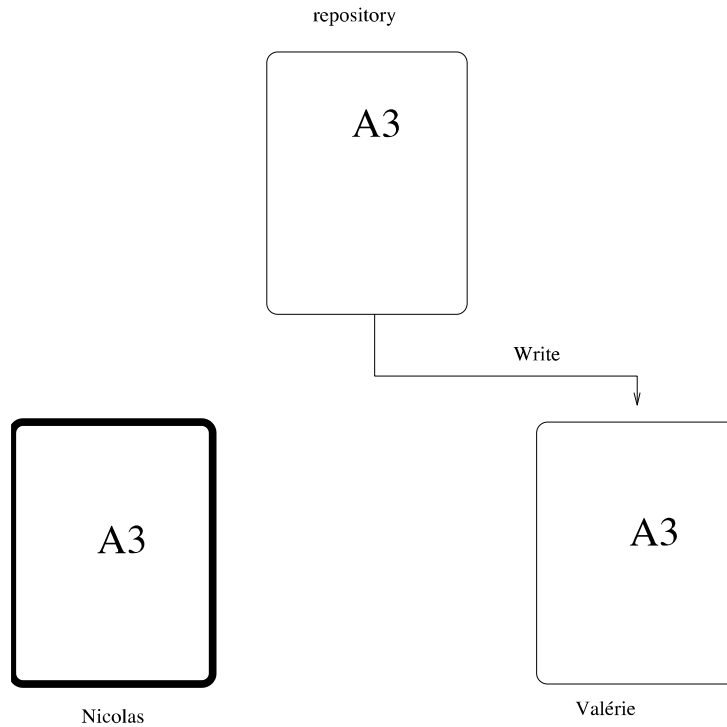 repository
A3
Write
A3
A3
Nicolas
Valérie